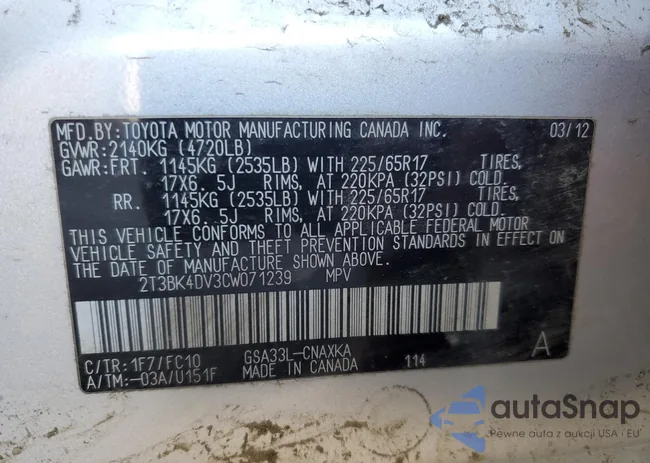 MFD.BY:TOYOTA MOTOR MANUFACTURING CANADA INC. 03/12
GVWR:2140KG (4720LB)
GAWR:FRT. 1145KG (2535LB) WITH 225/65R17 TIRES,
17X6.5J RIMS, AT 220KPA (32PSI) COLD.
RR. 1145KG (2535LB) WITH 225/65R17 TIRES,
17X6.5J RIMS, AT 220KPA (32PSI) COLD.
THIS VEHICLE CONFORMS TO ALL APPLICABLE FEDERAL MOTOR
VEHICLE SAFETY AND THEFT PREVENTION STANDARDS IN EFFECT ON
THE DATE OF MANUFACTURE SHOWN ABOVE.
2T3BK4DV3CW071239 MPV
C/TR:1F7/FC10 GSA33L-CNAXKA A
A/TM:-03A/U151F MADE IN CANADA 114
autaSnap
Pewne auta z aukcji USA i EU